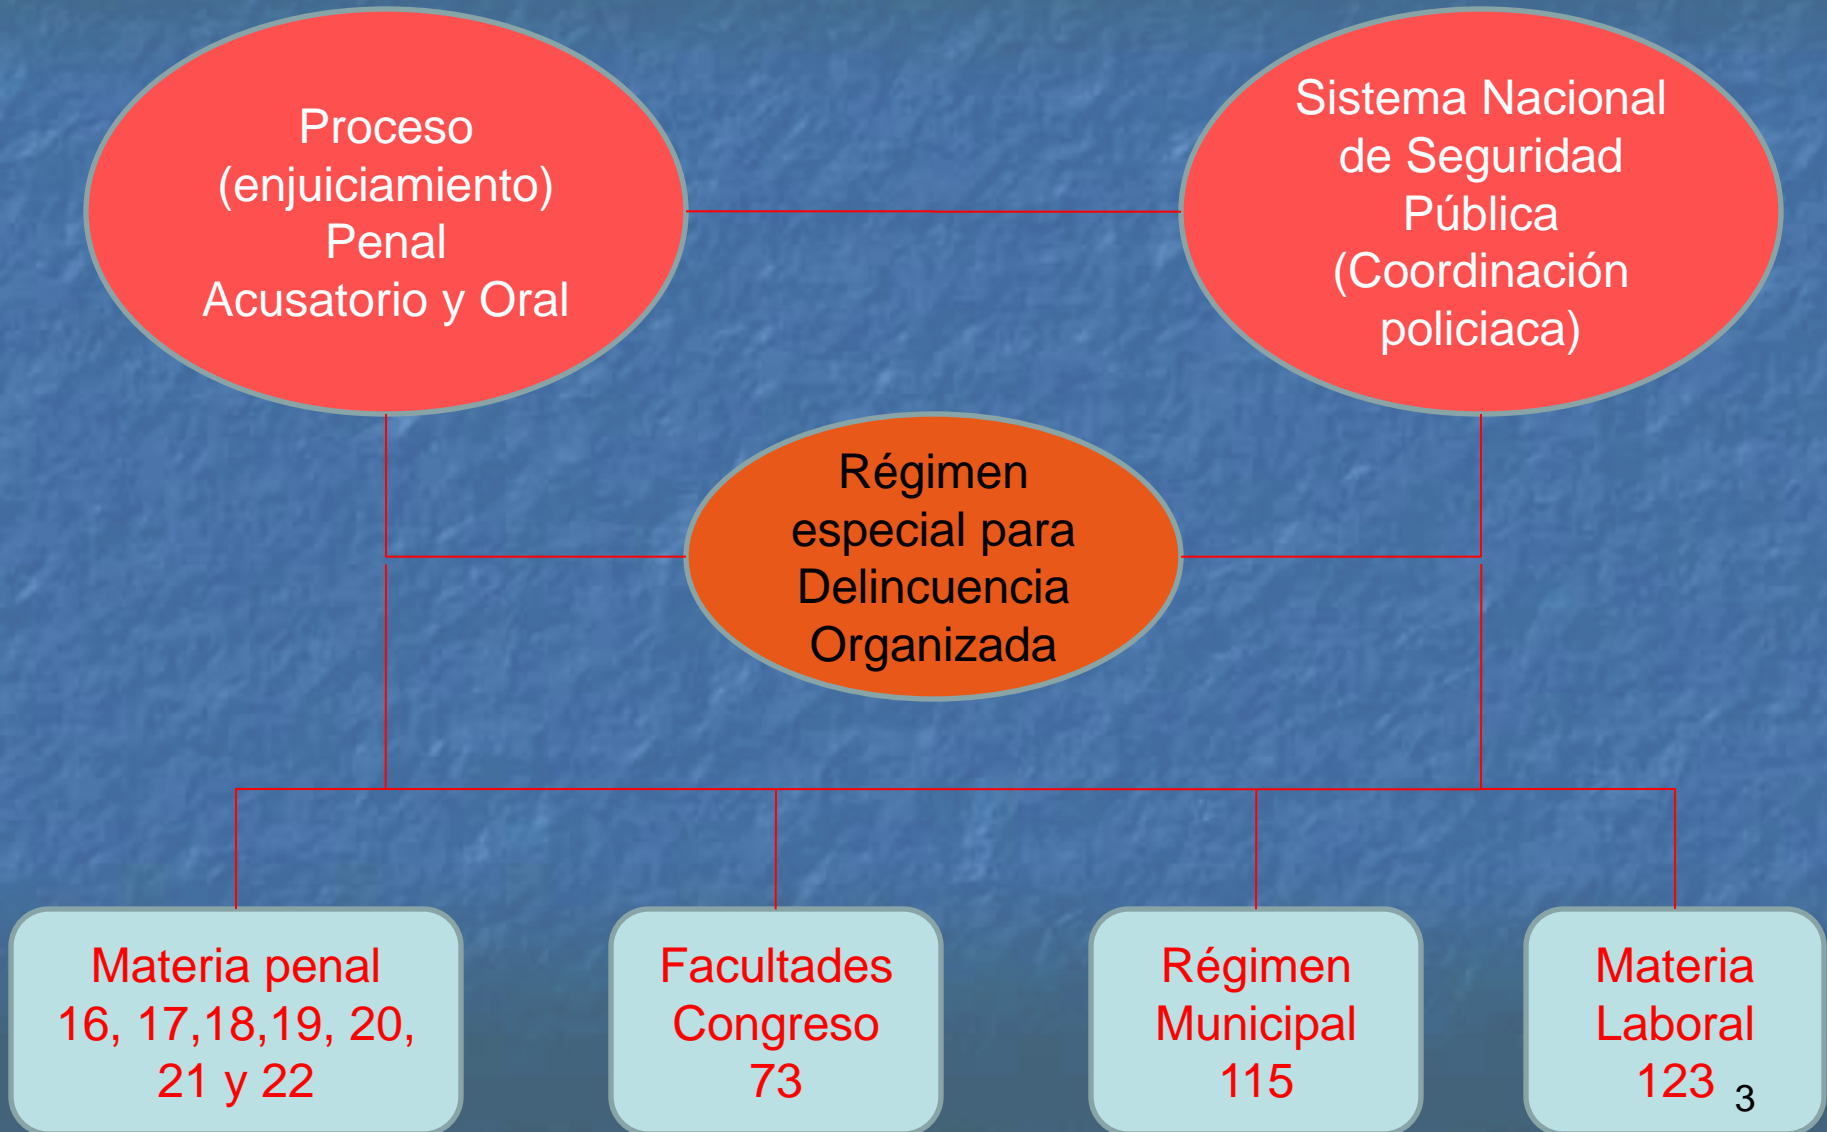 Proceso
(enjuiciamiento)
Penal
Acusatorio y Oral
Sistema Nacional
de Seguridad
Pública
(Coordinación
policiaca)
Régimen
especial para
Delincuencia
Organizada
Materia penal
16, 17,18,19, 20,
21 y 22
Facultades
Congreso
73
Régimen
Municipal
115
Materia
Laboral
123
3